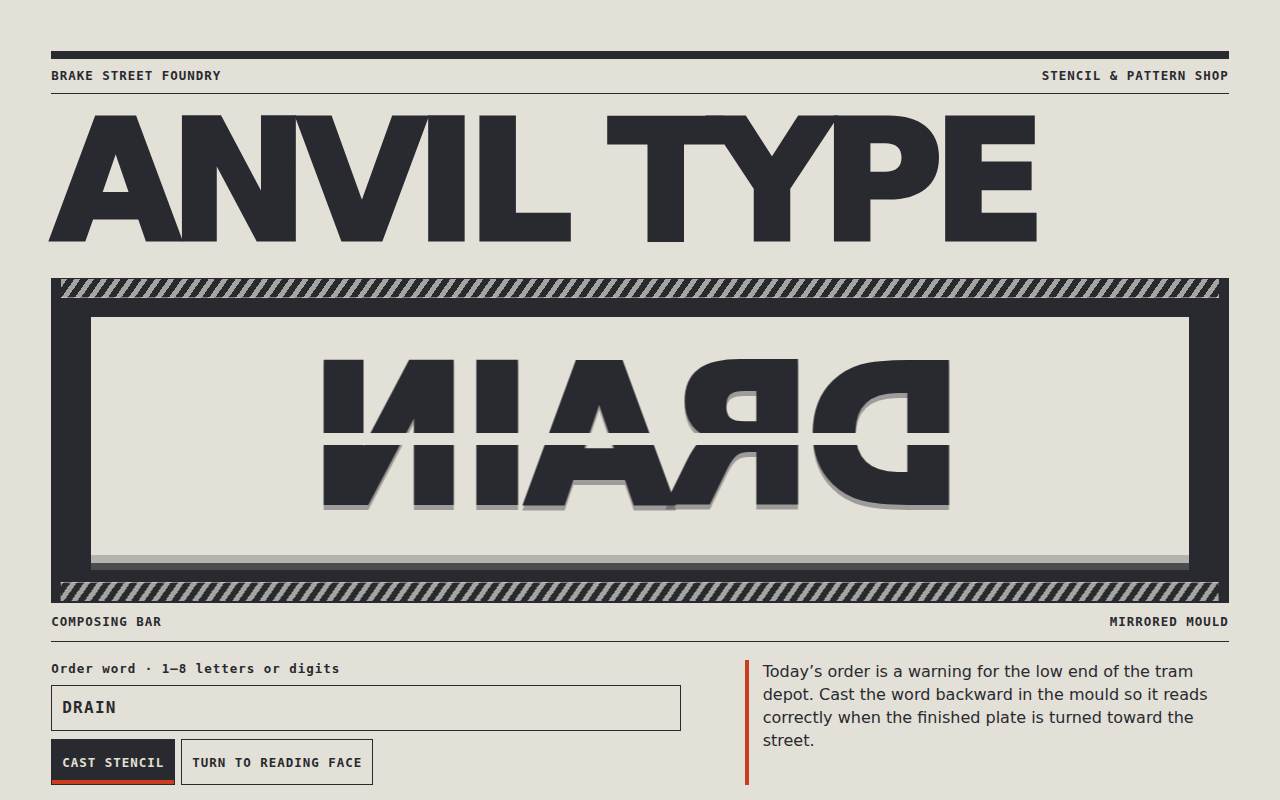 BRAKE STREET FOUNDRY
STENCIL & PATTERN SHOP
ANVIL TYPE
DRAIN
COMPOSING BAR
MIRRORED MOULD
Order word · 1–8 letters or digits
DRAIN
CAST STENCIL
TURN TO READING FACE
Today’s order is a warning for the low end of the tram
depot. Cast the word backward in the mould so it reads
correctly when the finished plate is turned toward the
street.